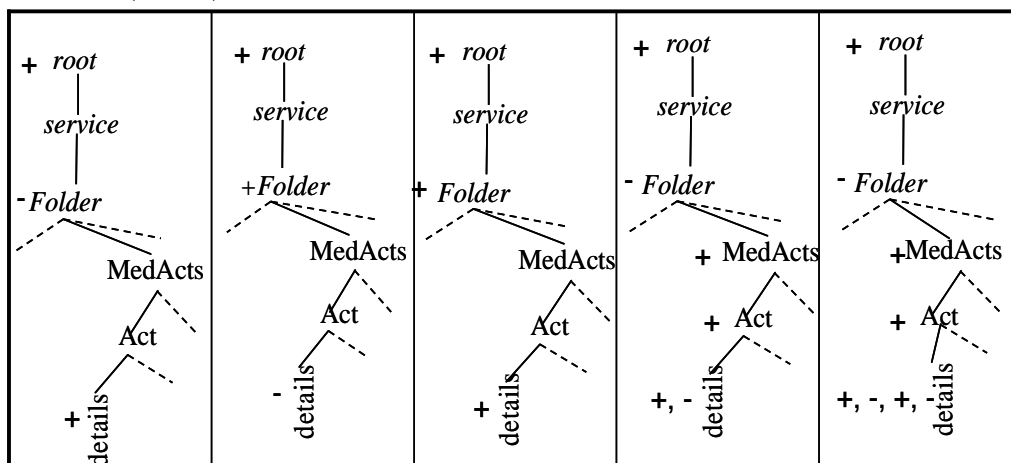 + root
service
- Folder
MedActs
Act
+ details
+ root
service
+Folder
MedActs
Act
- details
+ root
service
+ Folder
MedActs
Act
+ details
+ root
service
- Folder
+ MedActs
+ Act
+, - details
+ root
service
- Folder
+MedActs
+ Act
+, -, +, - details